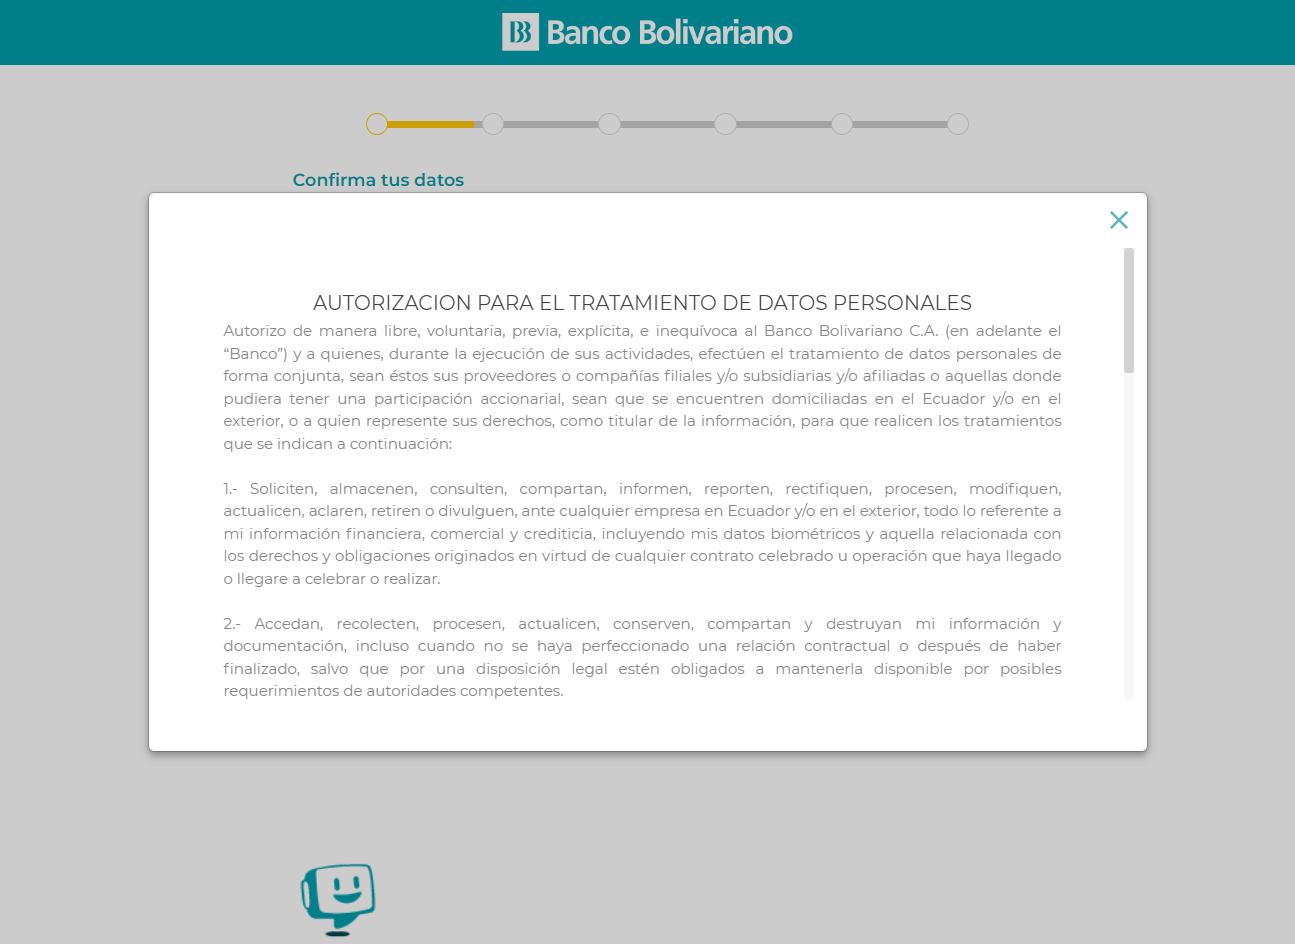 Banco Bolivariano
Confirma tus datos
AUTORIZACION PARA EL TRATAMIENTO DE DATOS PERSONALES
Autorizo de manera libre, voluntaria, previa, explícita, e inequívoca al Banco Bolivariano C.A. (en adelante el
“Banco”) y a quienes, durante la ejecución de sus actividades, efectúen el tratamiento de datos personales de
forma conjunta, sean éstos sus proveedores o compañías filiales y/o subsidiarias y/o afiliadas o aquellas donde
pudiera tener una participación accionarial, sean que se encuentren domiciliadas en el Ecuador y/o en el
exterior, o a quien represente sus derechos, como titular de la información, para que realicen los tratamientos
que se indican a continuación:
1.- Soliciten, almacenen, consulten, compartan, informen, reporten, rectifiquen, procesen, modifiquen,
actualicen, aclaren, retiren o divulguen, ante cualquier empresa en Ecuador y/o en el exterior, todo lo referente a
mi información financiera, comercial y crediticia, incluyendo mis datos biométricos y aquella relacionada con
los derechos y obligaciones originados en virtud de cualquier contrato celebrado u operación que haya llegado
o llegare a celebrar o realizar.
2.- Accedan, recolecten, procesen, actualicen, conserven, compartan y destruyan mi información y
documentación, incluso cuando no se haya perfeccionado una relación contractual o después de haber
finalizado, salvo que por una disposición legal estén obligados a mantenerla disponible por posibles
requerimientos de autoridades competentes.